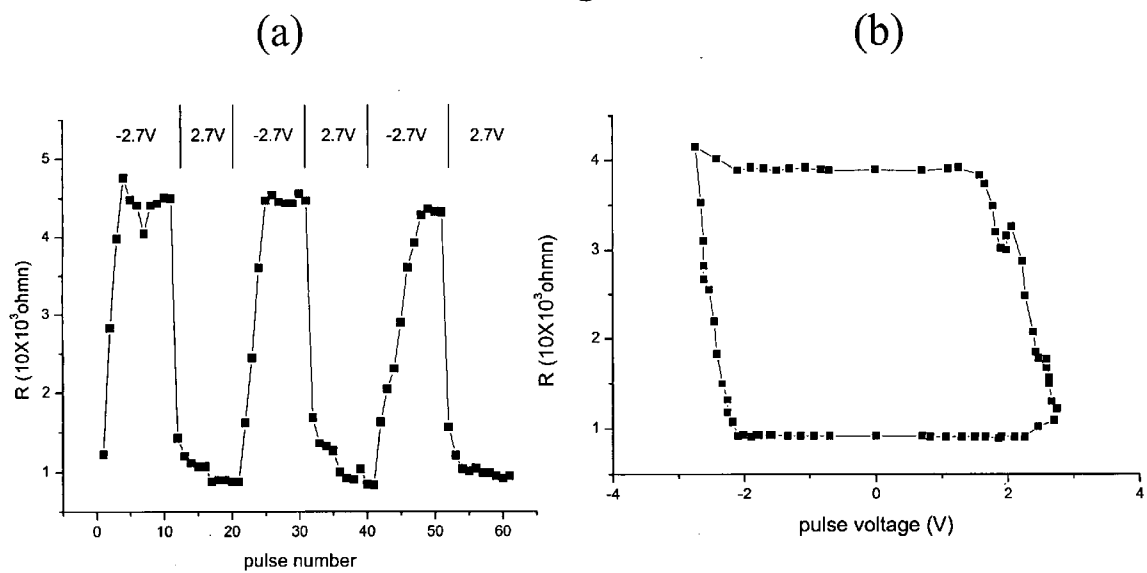 (a)
(b)
-2.7V 2.7V -2.7V 2.7V -2.7V 2.7V
5
4
3
2
1
R (10X10³ohmn)
0 10 20 30 40 50 60
pulse number
4
3
2
1
R (10X10³ohmn)
-4 -2 0 2 4
pulse voltage (V)